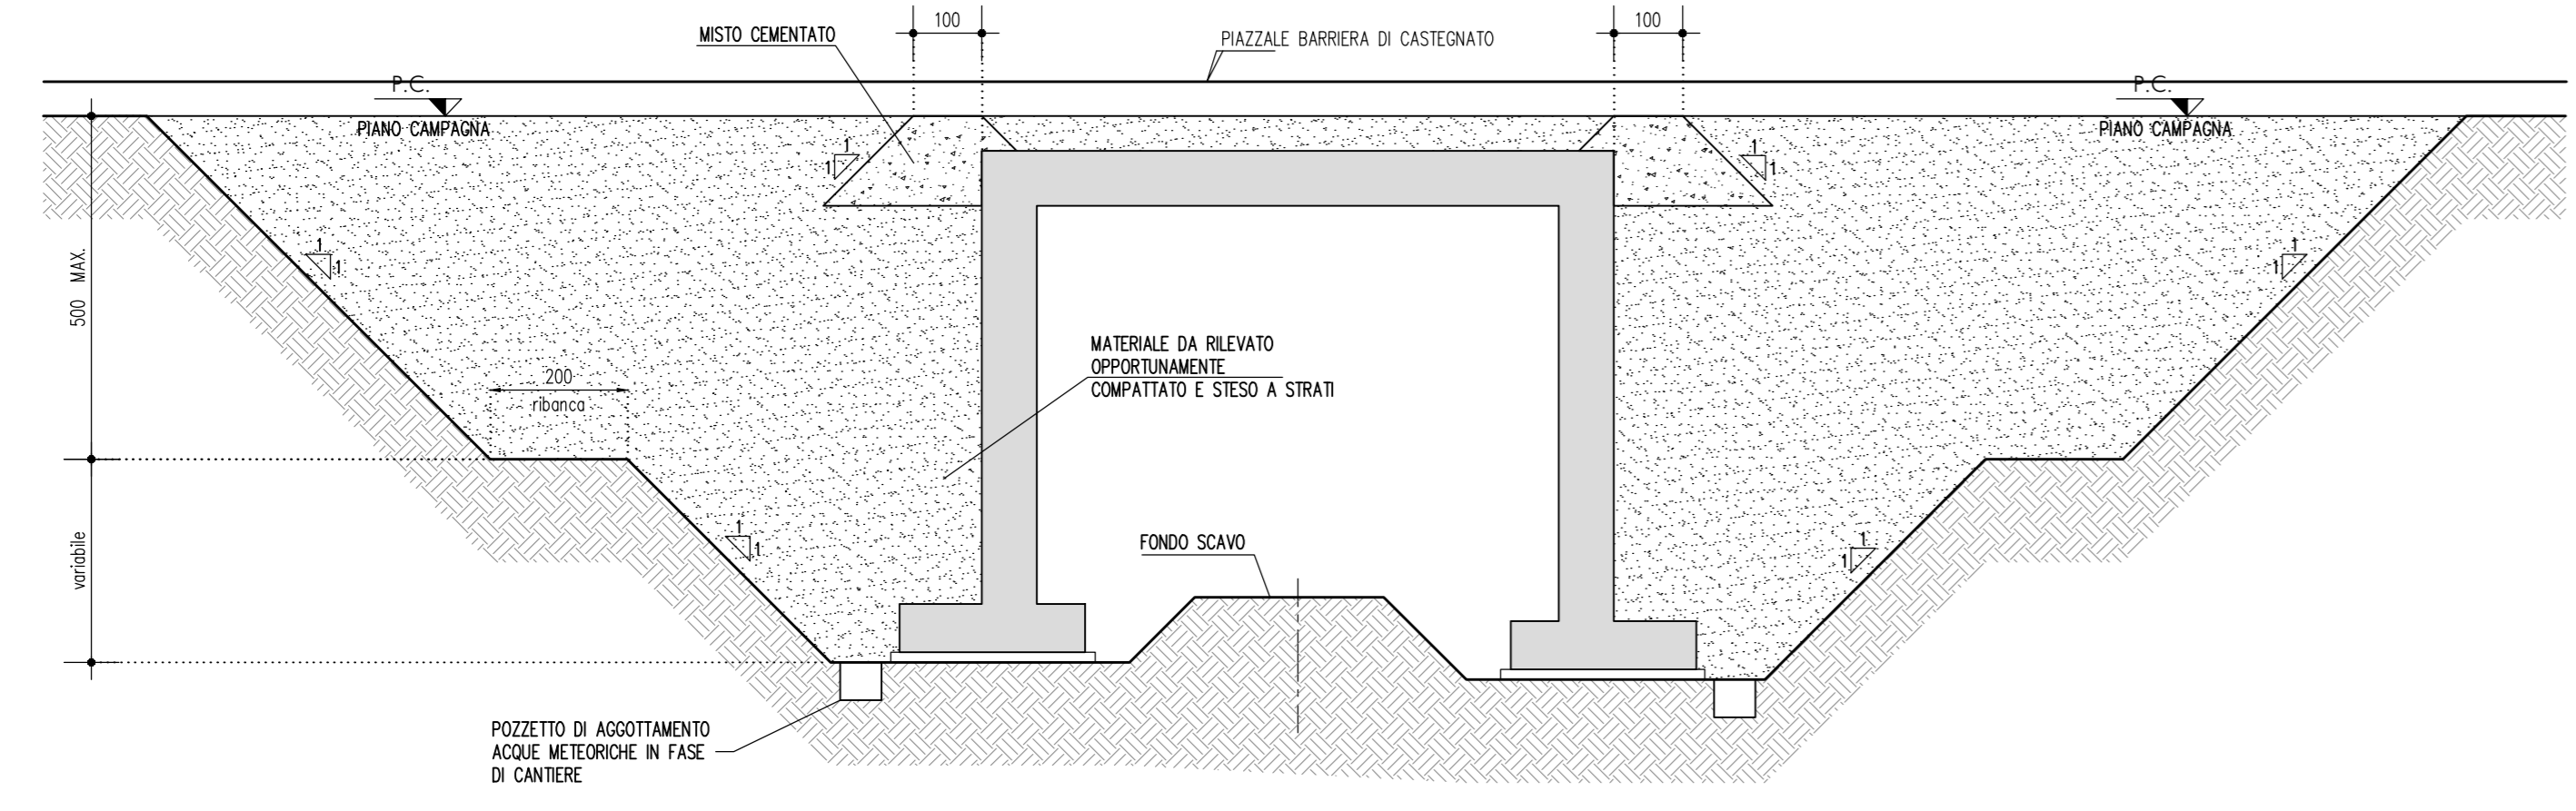 100
100
MISTO CEMENTATO
PIAZZALE BARRIERA DI CASTEGNATO
P.C.
P.C.
PIANO CAMPAGNA
PIANO CAMPAGNA
1
1
1
1
1
1
1
1
500 MAX.
MATERIALE DA RILEVATO
OPPORTUNAMENTE
COMPATTATO E STESO A STRATI
200
ribanca
1
1
1
1
FONDO SCAVO
variabile
POZZETTO DI AGGOTTAMENTO
ACQUE METEORICHE IN FASE
DI CANTIERE